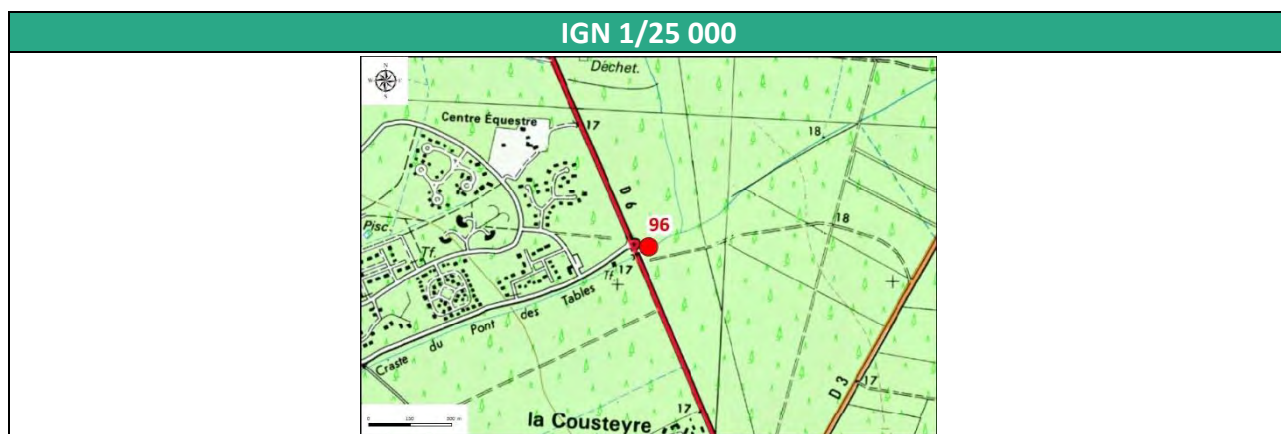 IGN 1/25 000
N
Déchet.
Centre Équestre
17
18
D 6
96
18
Pisc.
Tf.
17
Tf
Craste du Pont des Tables
D 3
17
17
la Cousteyre
0